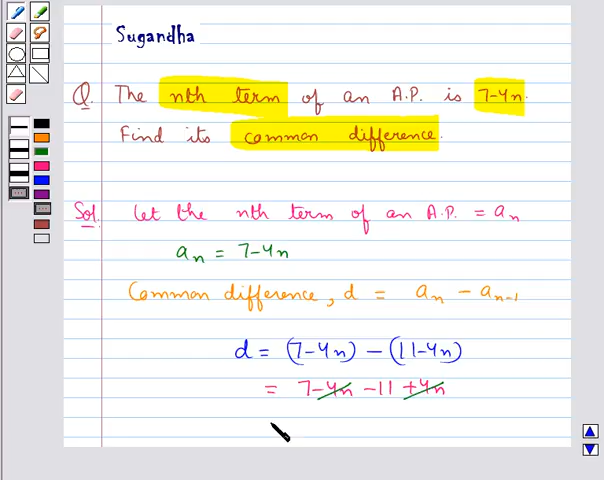 Sugandha
Q. The nth term of an A.P. is 7-4n.
Find its common difference.
Sol. Let the nth term of an A.P. = aₙ
aₙ = 7-4n
Common difference, d = aₙ - aₙ₋₁
d = (7-4n) - (11-4n)
= 7-4n -11 +4n